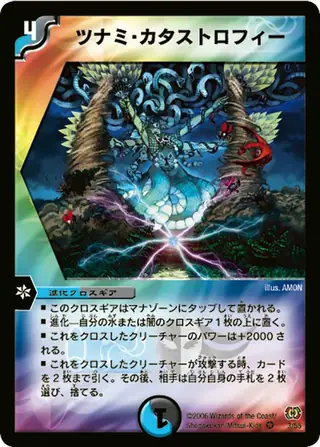 4
ツナミ・カタストロフィー
illus. AMON
進化クロスギア
■ このクロスギアはマナゾーンにタップして置かれる。
■ 進化－自分の水または闇のクロスギア1枚の上に置く。
■ これをクロスしたクリーチャーのパワーは+2000さ
れる。
■ これをクロスしたクリーチャーが攻撃する時、カード
を2枚まで引く。その後、相手は自分自身の手札を2枚
選び、捨てる。
1
©2006 Wizards of the Coast/
Shogakukan/Mitsui-Kids
7/55